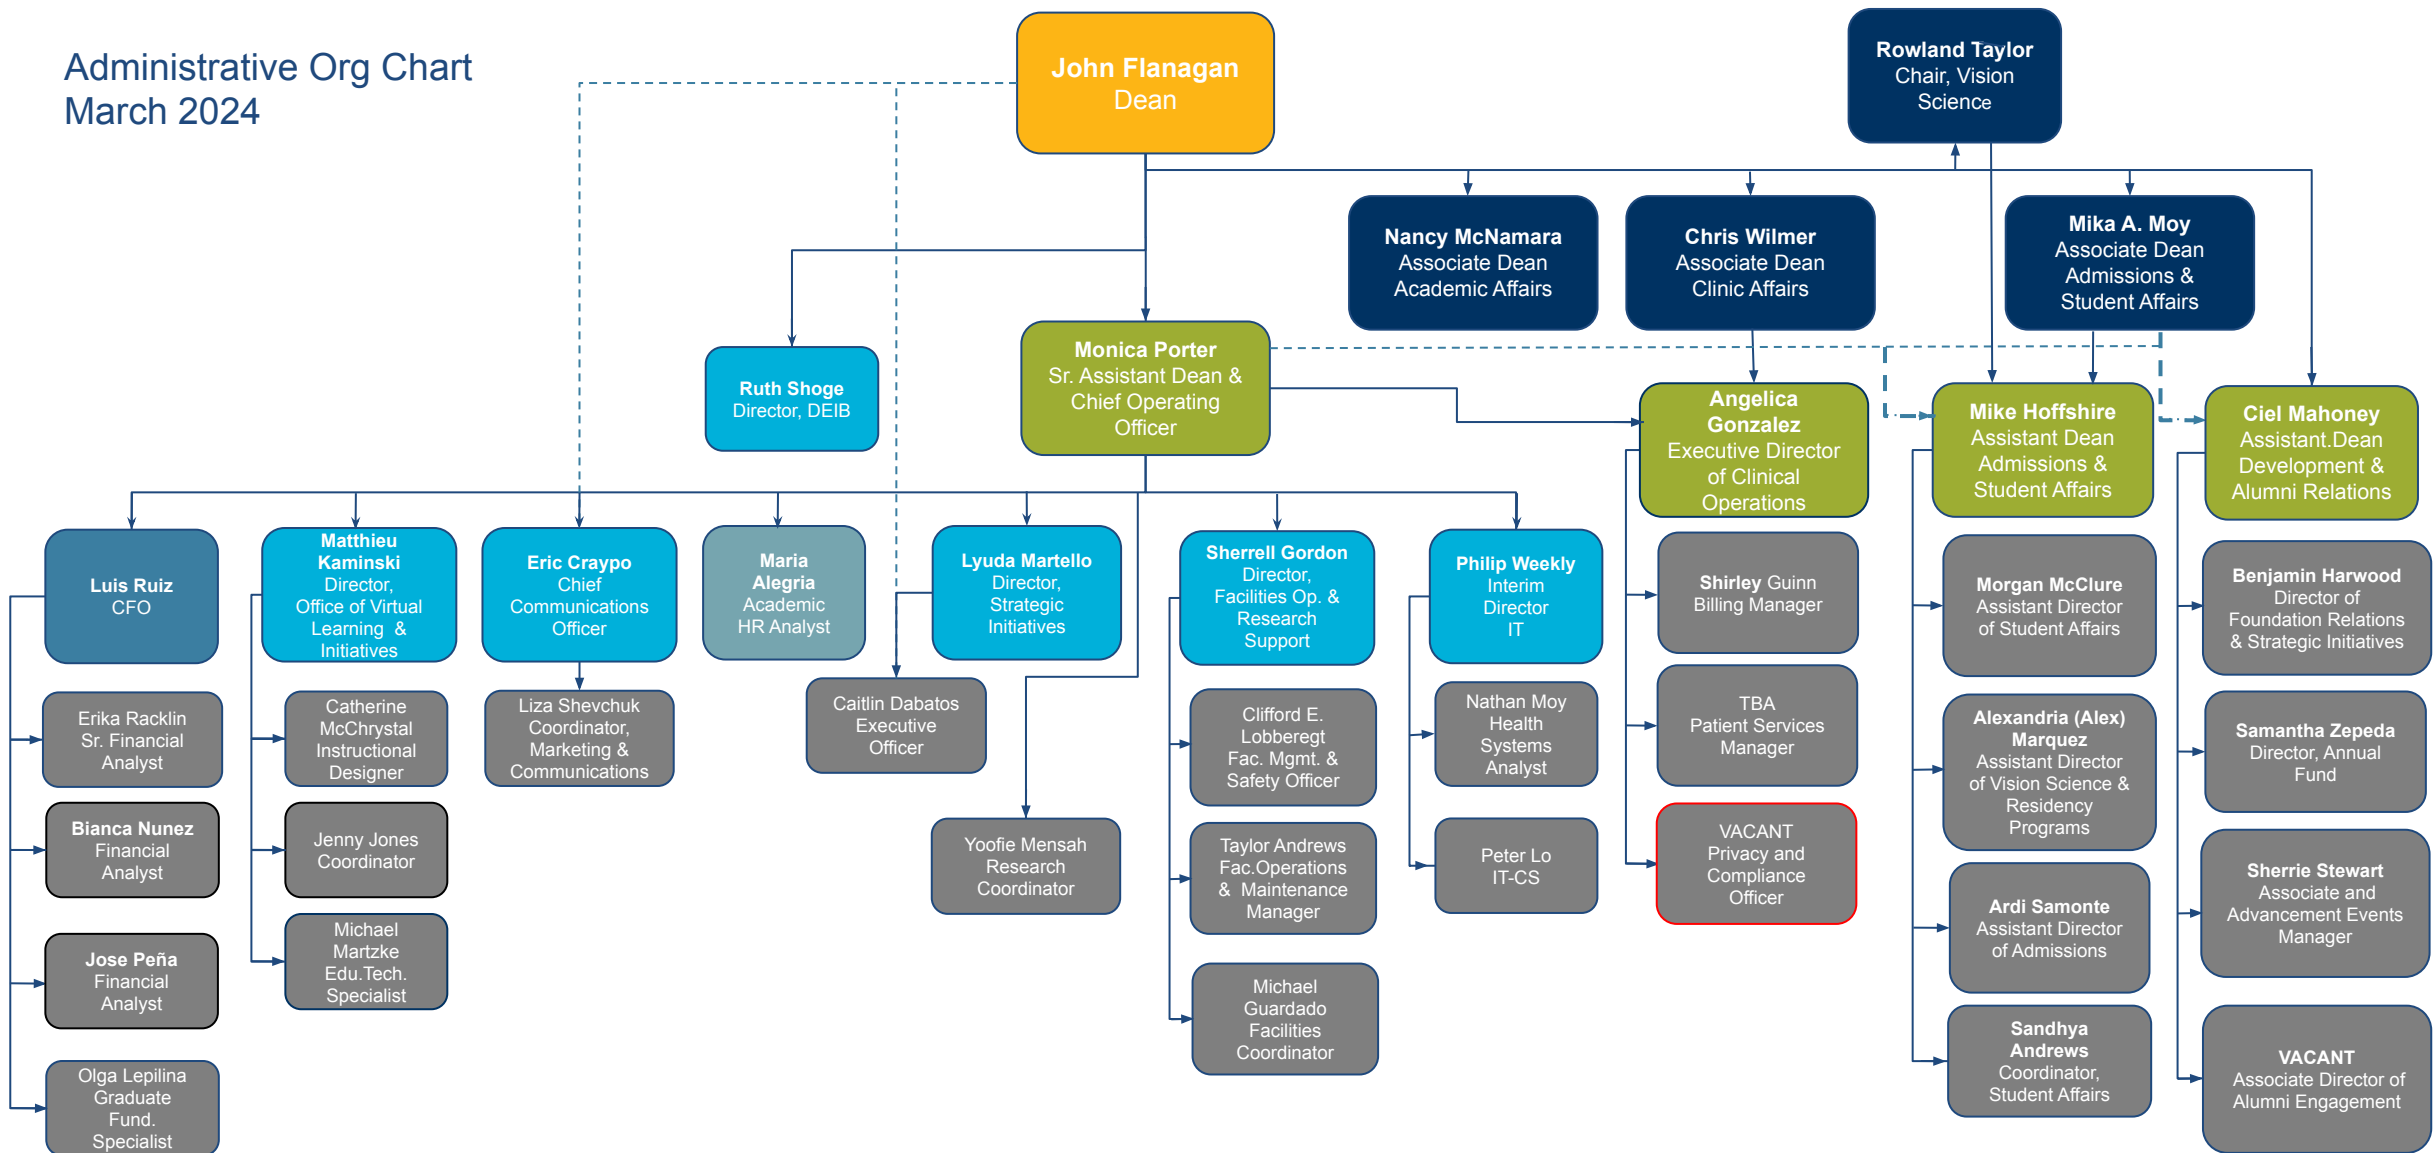 Administrative Org Chart
March 2024
John Flanagan
Dean
Rowland Taylor
Chair, Vision
Science
Nancy McNamara
Associate Dean
Academic Affairs
Chris Wilmer
Associate Dean
Clinic Affairs
Mika A. Moy
Associate Dean
Admissions &
Student Affairs
Ruth Shoge
Director, DEIB
Monica Porter
Sr. Assistant Dean &
Chief Operating
Officer
Angelica
Gonzalez
Executive Director
of Clinical
Operations
Mike Hoffshire
Assistant Dean
Admissions &
Student Affairs
Ciel Mahoney
Assistant.Dean
Development &
Alumni Relations
Luis Ruiz
CFO
Matthieu
Kaminski
Director,
Office of Virtual
Learning &
Initiatives
Eric Craypo
Chief
Communications
Officer
Maria
Alegria
Academic
HR Analyst
Lyuda Martello
Director,
Strategic
Initiatives
Sherrell Gordon
Director,
Facilities Op. &
Research
Support
Philip Weekly
Interim
Director
IT
Shirley Guinn
Billing Manager
Morgan McClure
Assistant Director
of Student Affairs
Benjamin Harwood
Director of
Foundation Relations
& Strategic Initiatives
Erika Racklin
Sr. Financial
Analyst
Catherine
McChrystal
Instructional
Designer
Liza Shevchuk
Coordinator,
Marketing &
Communications
Caitlin Dabatos
Executive
Officer
Clifford E.
Lobberegt
Fac. Mgmt. &
Safety Officer
Nathan Moy
Health
Systems
Analyst
TBA
Patient Services
Manager
Alexandria (Alex)
Marquez
Assistant Director
of Vision Science &
Residency
Programs
Samantha Zepeda
Director, Annual
Fund
Bianca Nunez
Financial
Analyst
Jenny Jones
Coordinator
Yoofie Mensah
Research
Coordinator
Taylor Andrews
Fac.Operations
& Maintenance
Manager
Peter Lo
IT-CS
VACANT
Privacy and
Compliance
Officer
Ardi Samonte
Assistant Director
of Admissions
Sherrie Stewart
Associate and
Advancement Events
Manager
Jose Peña
Financial
Analyst
Michael
Martzke
Edu.Tech.
Specialist
Michael
Guardado
Facilities
Coordinator
Sandhya
Andrews
Coordinator,
Student Affairs
VACANT
Associate Director of
Alumni Engagement
Olga Lepilina
Graduate
Fund.
Specialist